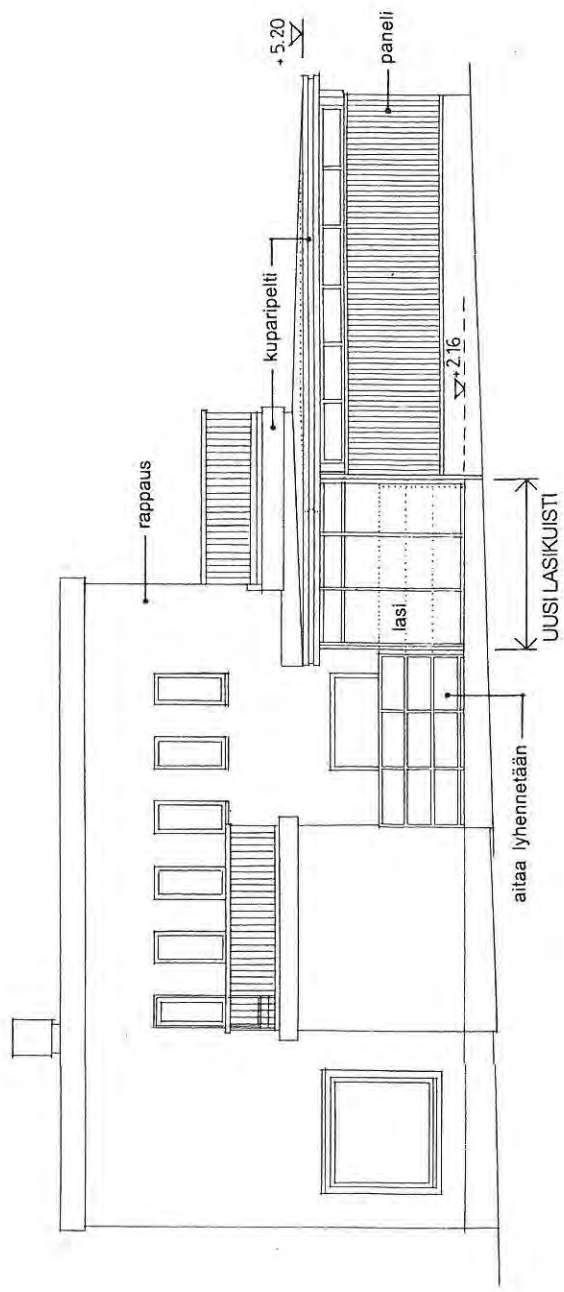 rappaus
+ 5.20
kuparipelti
paneli
+2.16
lasi
UUSI LASIKUISTI
aitaa lyhennetään